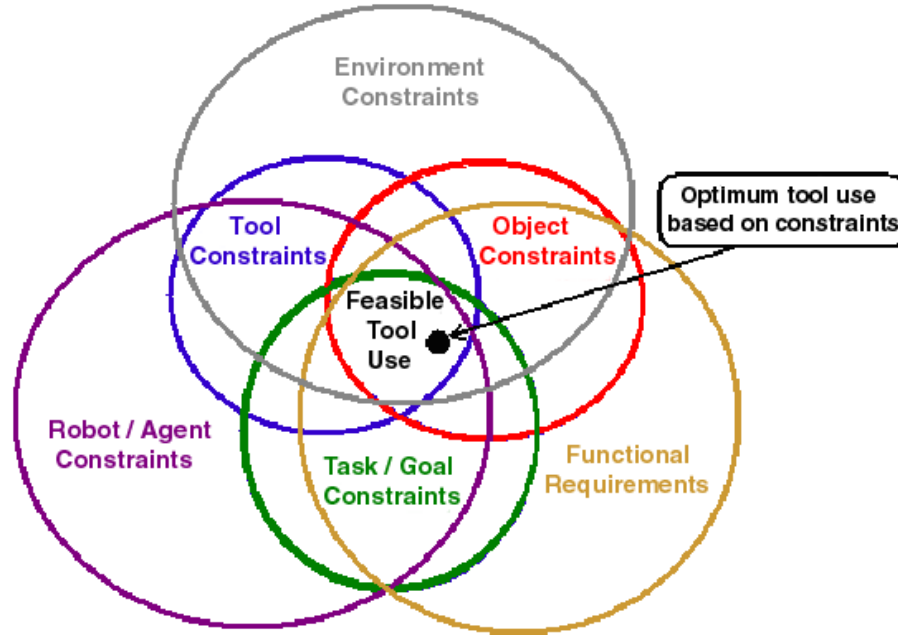 Environment
Constraints
Optimum tool use
based on constraints
Tool
Constraints
Object
Constraints
Feasible
Tool
Use
Robot / Agent
Constraints
Task / Goal
Constraints
Functional
Requirements